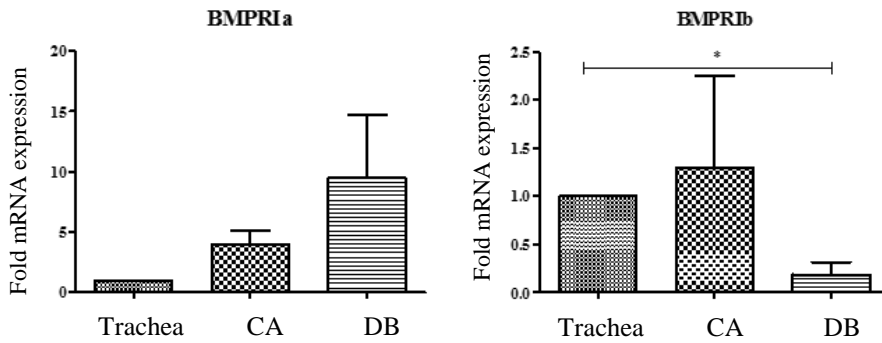 BMPRIa
Fold mRNA expression
20
15
10
5
0
Trachea CA DB
BMPRIb
*
Fold mRNA expression
2.5
2.0
1.5
1.0
0.5
0.0
Trachea CA DB